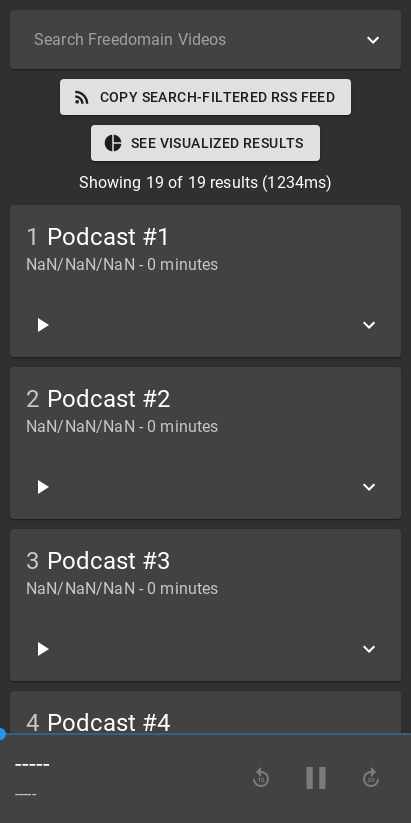 Search Freedomain Videos
COPY SEARCH-FILTERED RSS FEED
SEE VISUALIZED RESULTS
Showing 19 of 19 results (1234ms)
1 Podcast #1
NaN/NaN/NaN - 0 minutes
2 Podcast #2
NaN/NaN/NaN - 0 minutes
3 Podcast #3
NaN/NaN/NaN - 0 minutes
4 Podcast #4
-----
-----
10 10